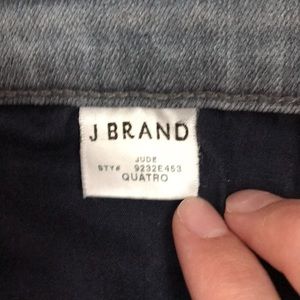 J BRAND
JUDE
STY# 9232E453
QUATRO